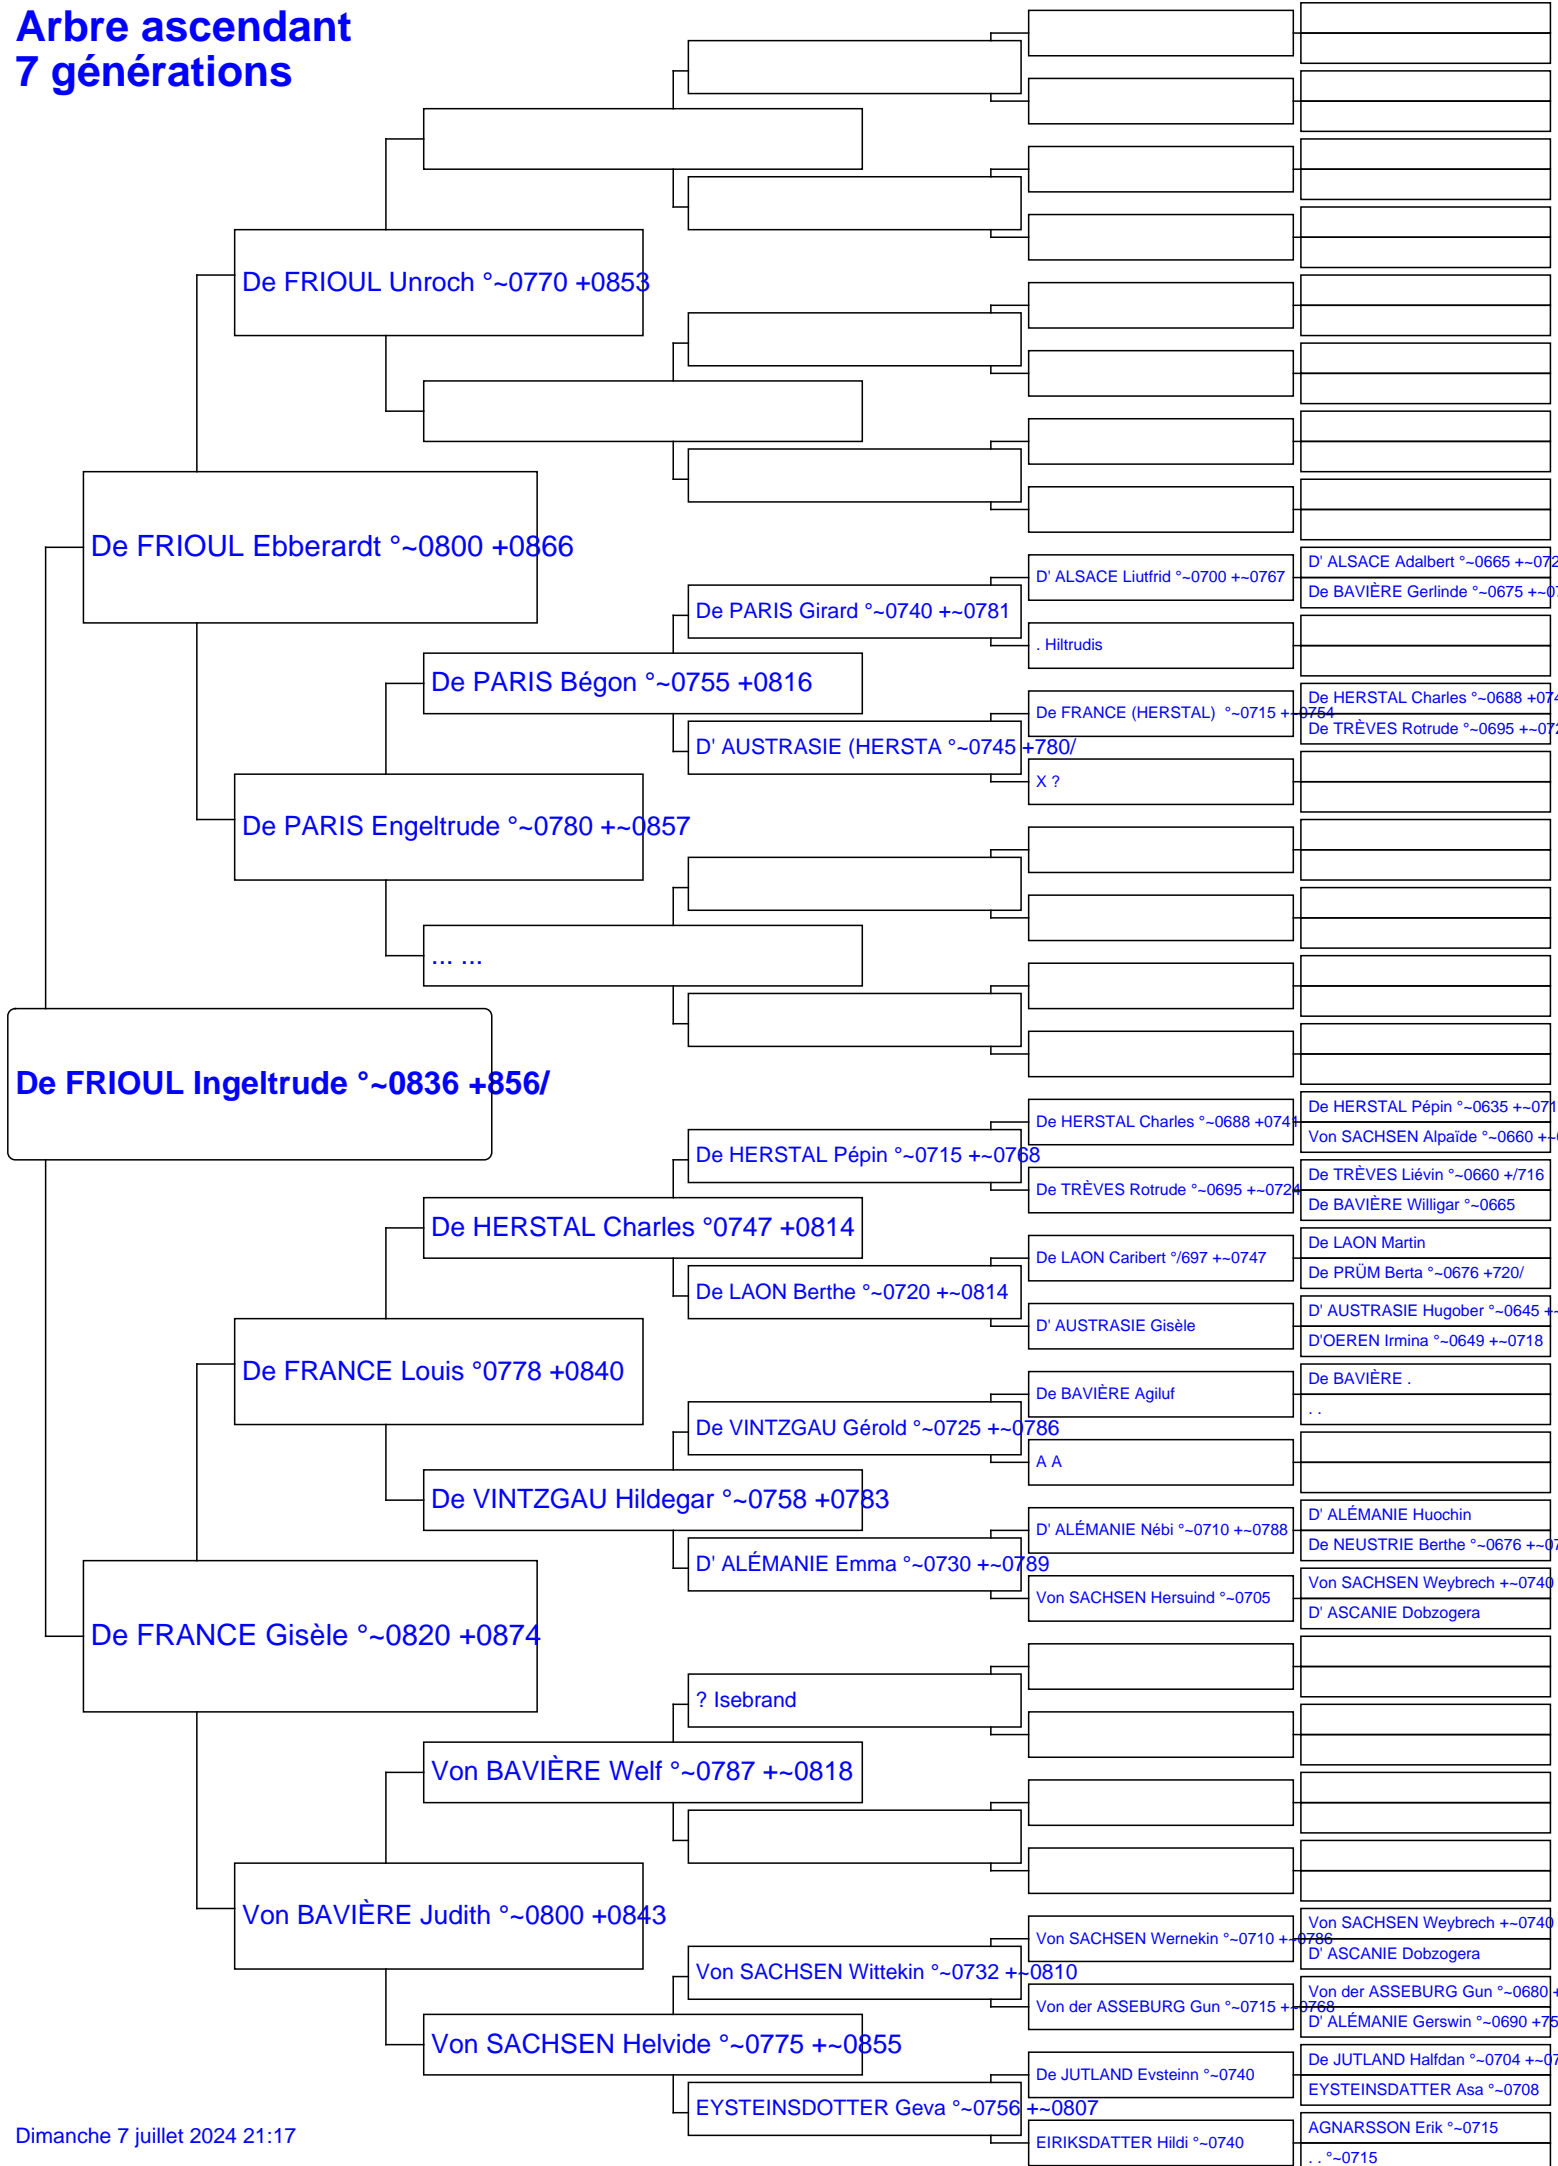 Arbre ascendant
7 générations
De FRIOUL Unroch °~0770 +0853
De FRIOUL Ebberardt °~0800 +0866
D' ALSACE Adalbert °~0665 +~072
D' ALSACE Liutfrid °~0700 +~0767
De BAVIÈRE Gerlinde °~0675 +~07
De PARIS Girard °~0740 +~0781
. Hiltrudis
De PARIS Bégon °~0755 +0816
De HERSTAL Charles °~0688 +074
De FRANCE (HERSTAL) °~0715 +~0754
De TRÈVES Rotrude °~0695 +~072
D' AUSTRASIE (HERSTA °~0745 +780/
X ?
De PARIS Engeltrude °~0780 +~0857
... ...
De FRIOUL Ingeltrude °~0836 +856/
De HERSTAL Pépin °~0635 +~071
De HERSTAL Charles °~0688 +0741
Von SACHSEN Alpaïde °~0660 +~
De HERSTAL Pépin °~0715 +~0768
De TRÈVES Liévin °~0660 +/716
De TRÈVES Rotrude °~0695 +~0724
De BAVIÈRE Willigar °~0665
De HERSTAL Charles °0747 +0814
De LAON Martin
De LAON Caribert °/697 +~0747
De PRÜM Berta °~0676 +720/
De LAON Berthe °~0720 +~0814
D' AUSTRASIE Hugober °~0645 +~
D' AUSTRASIE Gisèle
D'OEREN Irmina °~0649 +~0718
De FRANCE Louis °0778 +0840
De BAVIÈRE .
De BAVIÈRE Agiluf
. .
De VINTZGAU Gérold °~0725 +~0786
A A
De VINTZGAU Hildegar °~0758 +0783
D' ALÉMANIE Huochin
D' ALÉMANIE Nébi °~0710 +~0788
De NEUSTRIE Berthe °~0676 +~07
D' ALÉMANIE Emma °~0730 +~0789
Von SACHSEN Weybrech +~0740
Von SACHSEN Hersuind °~0705
D' ASCANIE Dobzogera
De FRANCE Gisèle °~0820 +0874
? Isebrand
Von BAVIÈRE Welf °~0787 +~0818
Von BAVIÈRE Judith °~0800 +0843
Von SACHSEN Weybrech +~0740
Von SACHSEN Wernekin °~0710 +~0786
D' ASCANIE Dobzogera
Von SACHSEN Wittekin °~0732 +~0810
Von der ASSEBURG Gun °~0680 +
Von der ASSEBURG Gun °~0715 +~0768
D' ALÉMANIE Gerswin °~0690 +75
Von SACHSEN Helvide °~0775 +~0855
De JUTLAND Halfdan °~0704 +~07
De JUTLAND Evsteinn °~0740
EYSTEINSDATTER Asa °~0708
EYSTEINSDOTTER Geva °~0756 +~0807
AGNARSSON Erik °~0715
EIRIKSDATTER Hildi °~0740
. . °~0715
Dimanche 7 juillet 2024 21:17